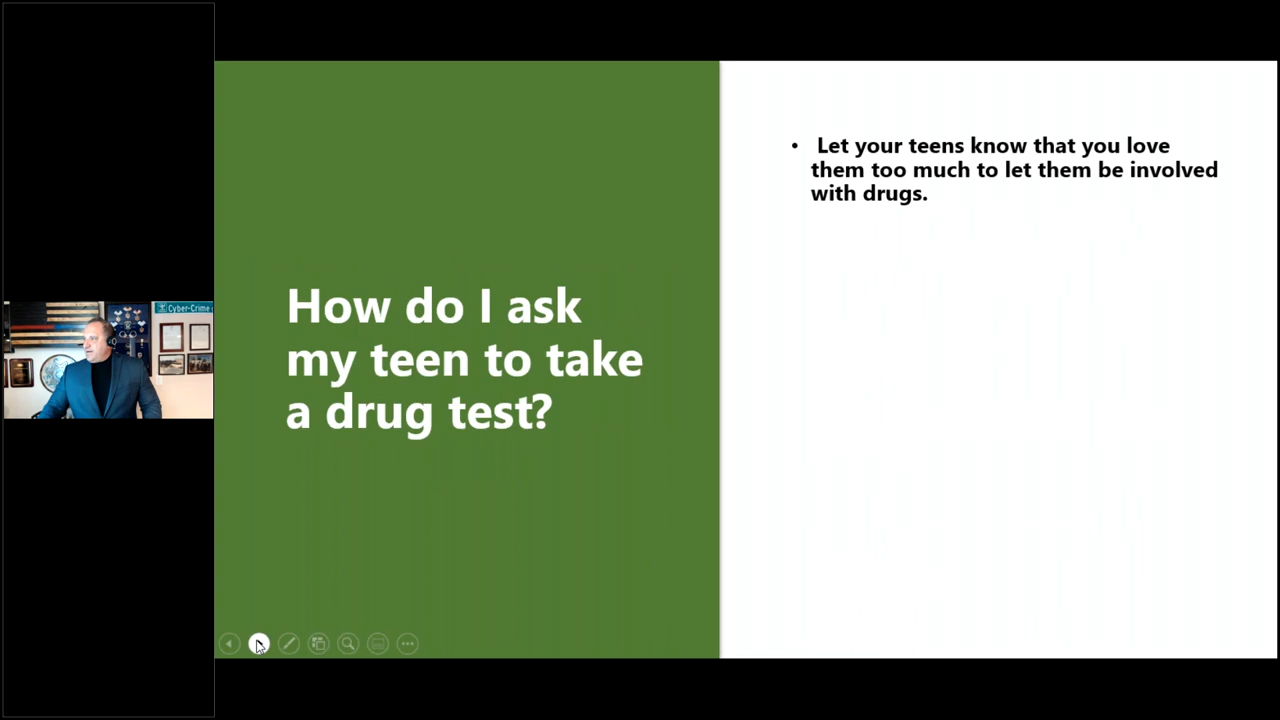 Cyber-Crime
How do I ask
my teen to take
a drug test?
• Let your teens know that you love
them too much to let them be involved
with drugs.